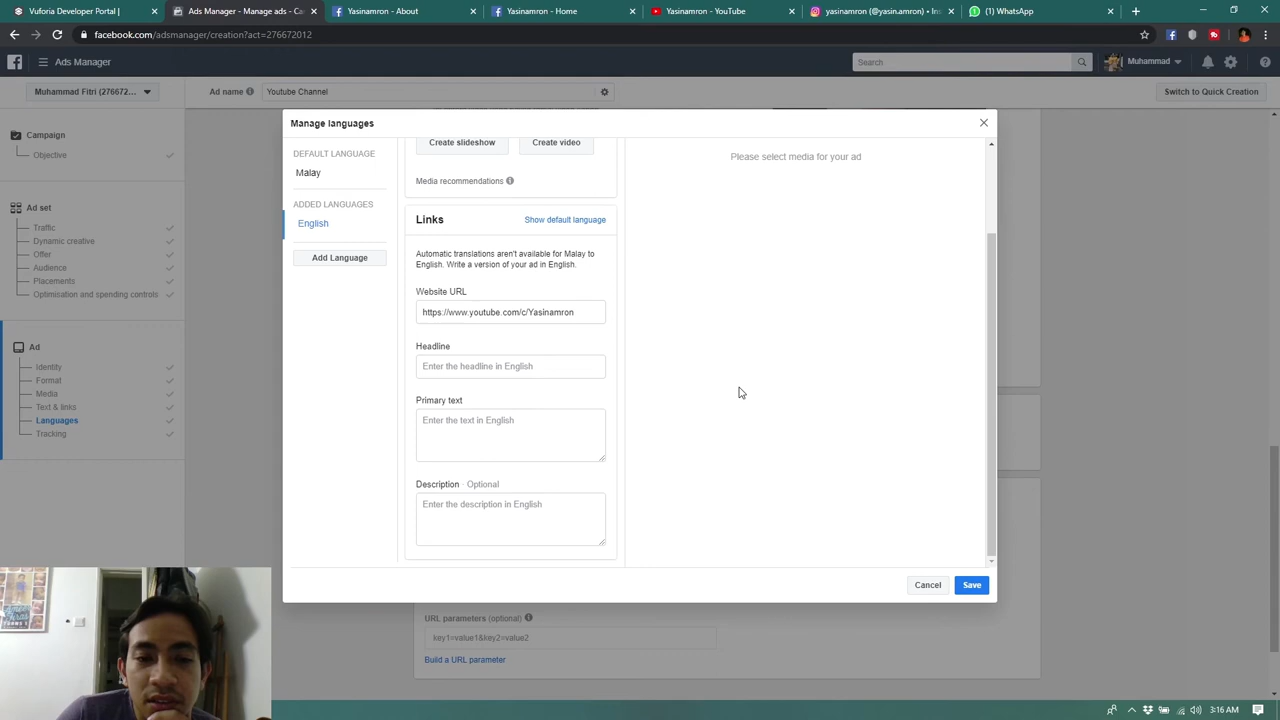 Vuforia Developer Portal
Ads Manager - Manage Ads - Ad
Ads Manager - Creation
Yasinamron
Yasinamron
Yasinamron - YouTube
yasinamron (@yasinamron) • Ins
WhatsApp
facebook.com/adsmanager/creation?act=276672012
Ads Manager
Search
Muhammad
Muhammad Fitri (276672...
Ad name
Youtube Channel
Switch to Quick Creation
Manage languages
Campaign
Objective
Ad set
Traffic
Dynamic creative
Offer
Audience
Placements
Optimisation and spending controls
Ad
Identity
Format
Media
Text & links
Languages
Tracking
DEFAULT LANGUAGE
Malay
ADDED LANGUAGES
English
Add Language
Create slideshow
Create video
Media recommendations
Please select media for your ad
Links
Show default language
Automatic translations aren't available for Malay to
English. Write a version of your ad in English.
Website URL
https://www.youtube.com/c/Yasinamron
Headline
Enter the headline in English
Primary text
Enter the text in English
Description · Optional
Enter the description in English
Cancel
Save
URL parameters (optional)
key1=value1&key2=value2
Build a URL parameter
3:16 AM